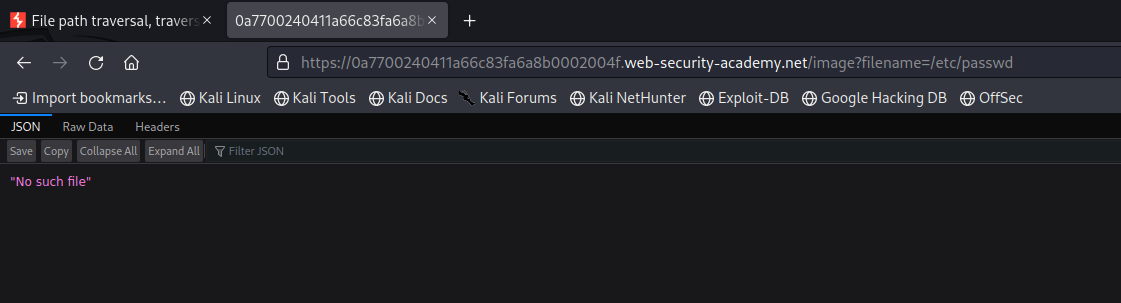 File path traversal, travers
0a7700240411a66c83fa6a8b
https://0a7700240411a66c83fa6a8b0002004f.web-security-academy.net/image?filename=/etc/passwd
Import bookmarks... Kali Linux Kali Tools Kali Docs Kali Forums Kali NetHunter Exploit-DB Google Hacking DB OffSec
JSON Raw Data Headers
Save Copy Collapse All Expand All Filter JSON
"No such file"